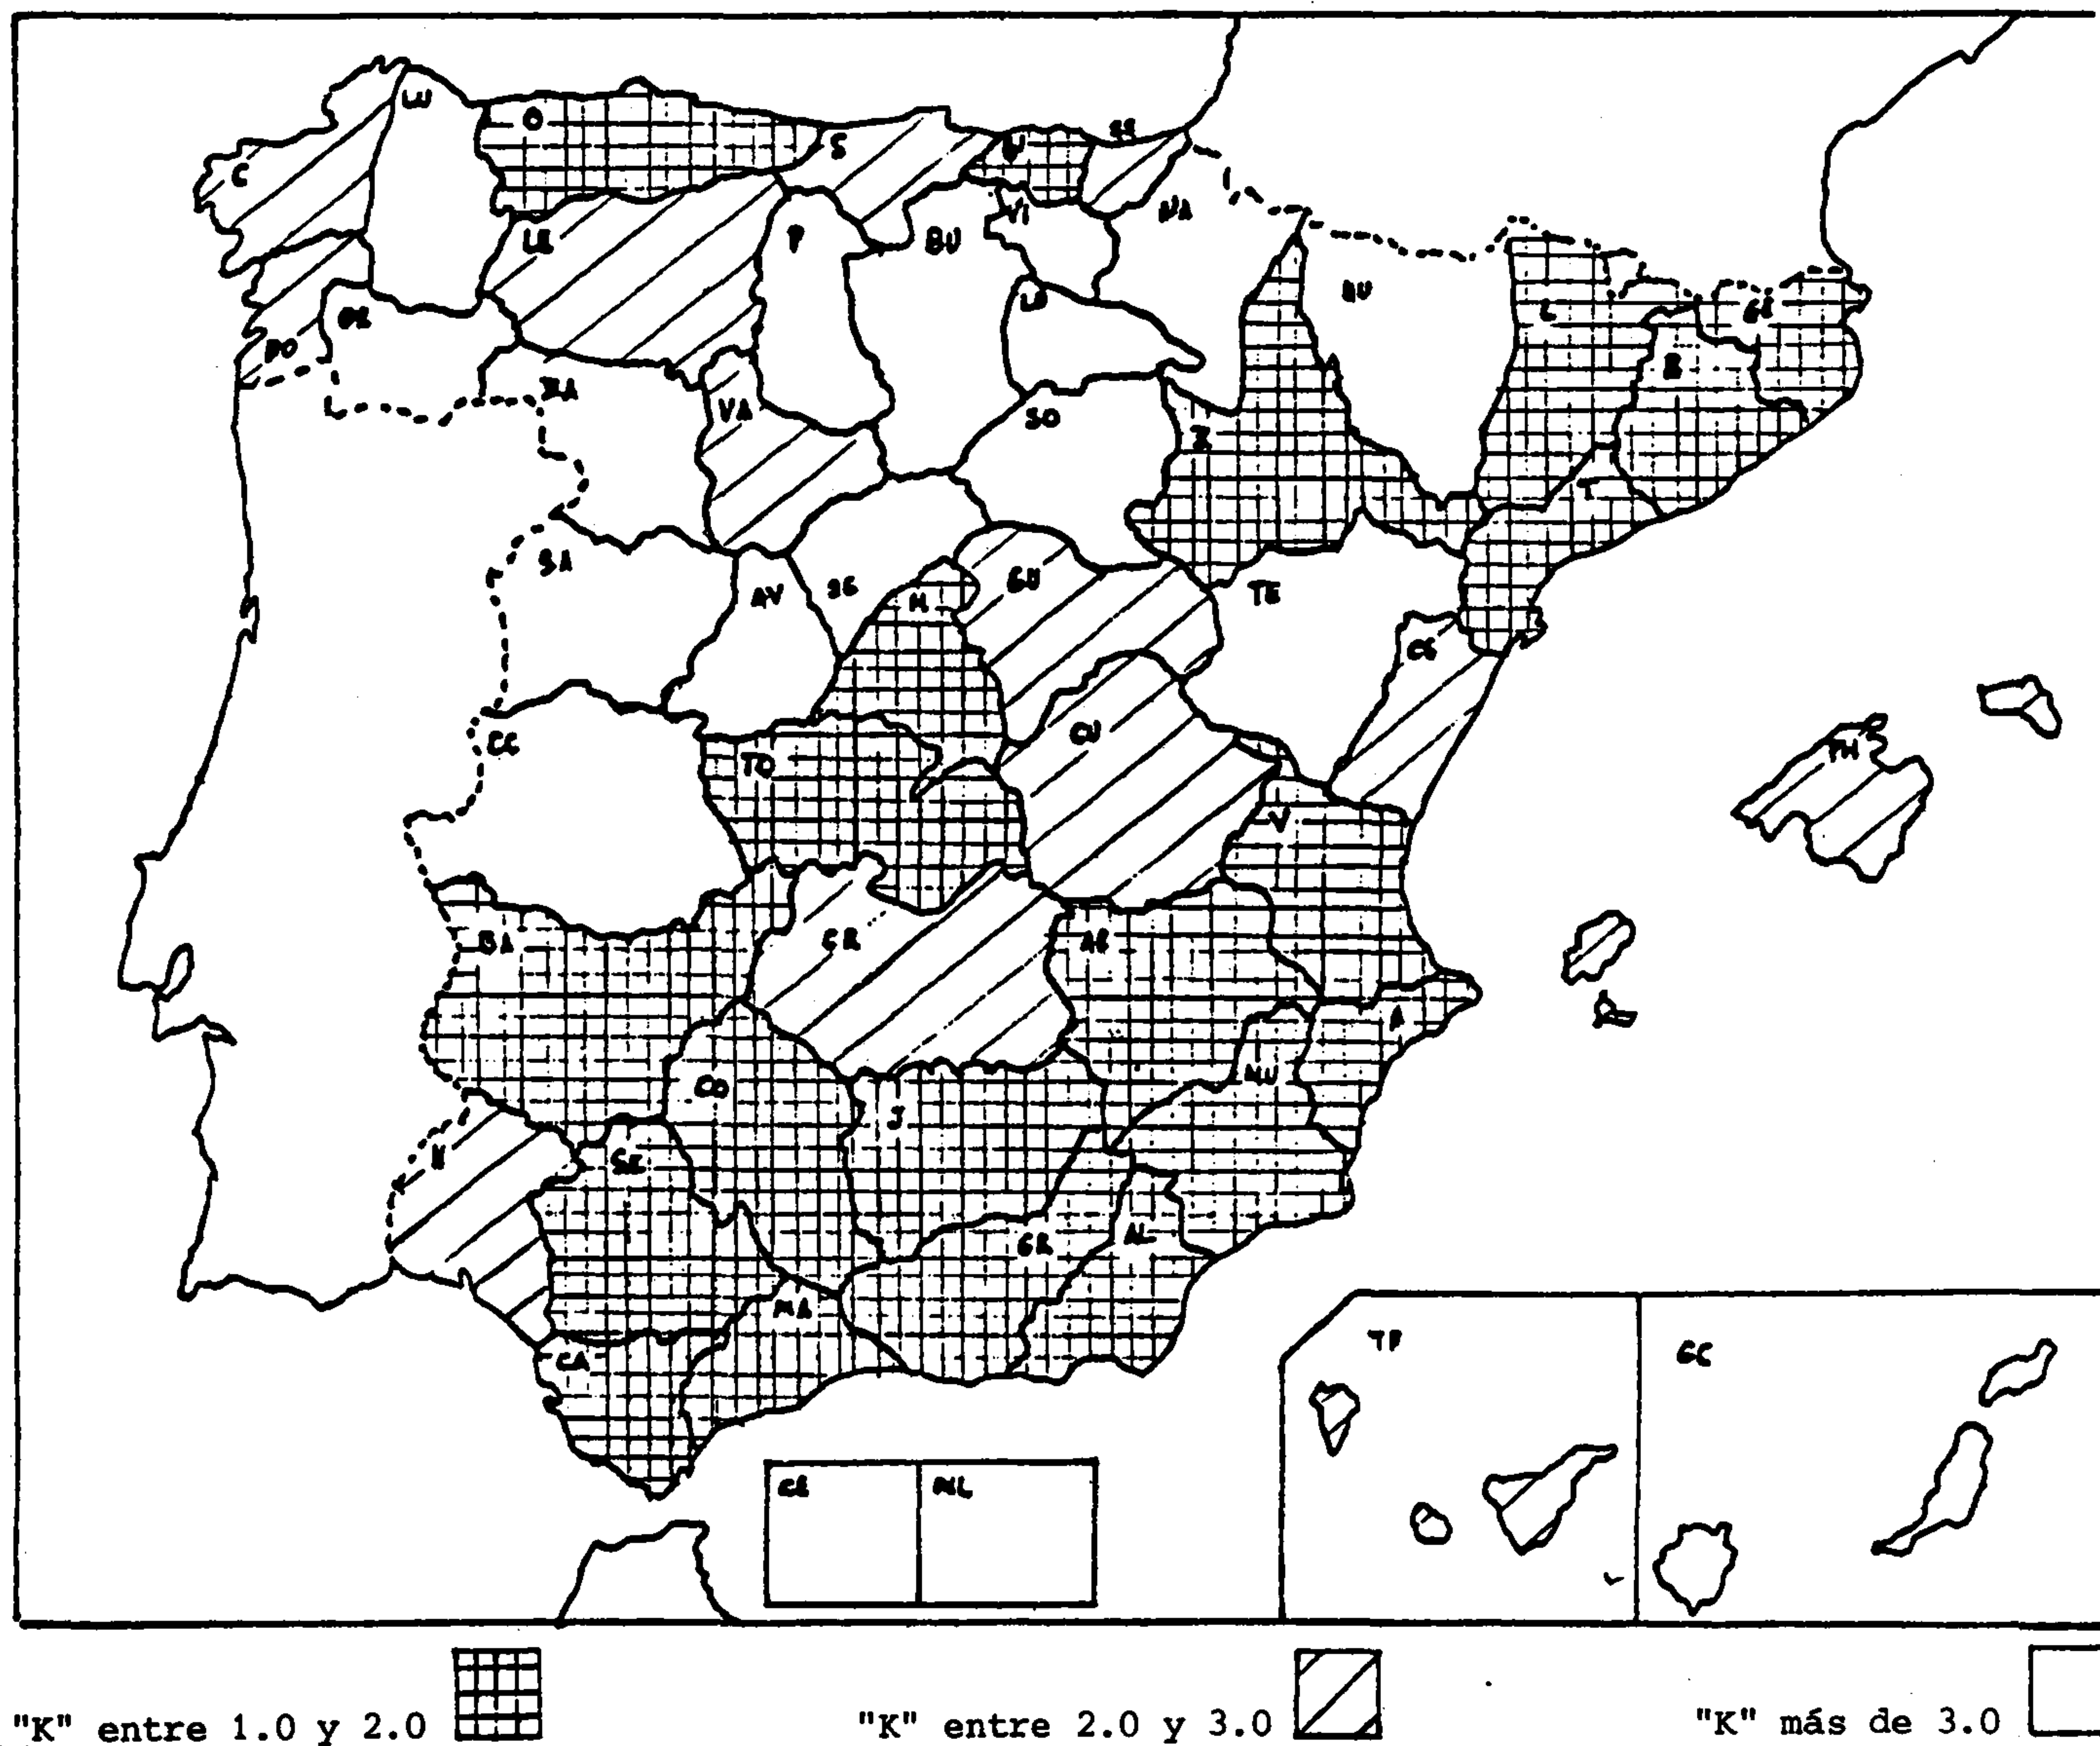 LU
O
S
SS
C
VI
NA
LE
P
BU
HU
LO
L
GE
OR
PO
B
ZA
VA
SO
Z
T
SA
AV
SG
M
GU
TE
CS
CC
TO
CU
PM
V
BA
CR
AB
A
CO
J
MU
H
SE
GR
AL
MA
CA
TF
GC
CE
ML
"K" entre 1.0 y 2.0
"K" entre 2.0 y 3.0
"K" más de 3.0